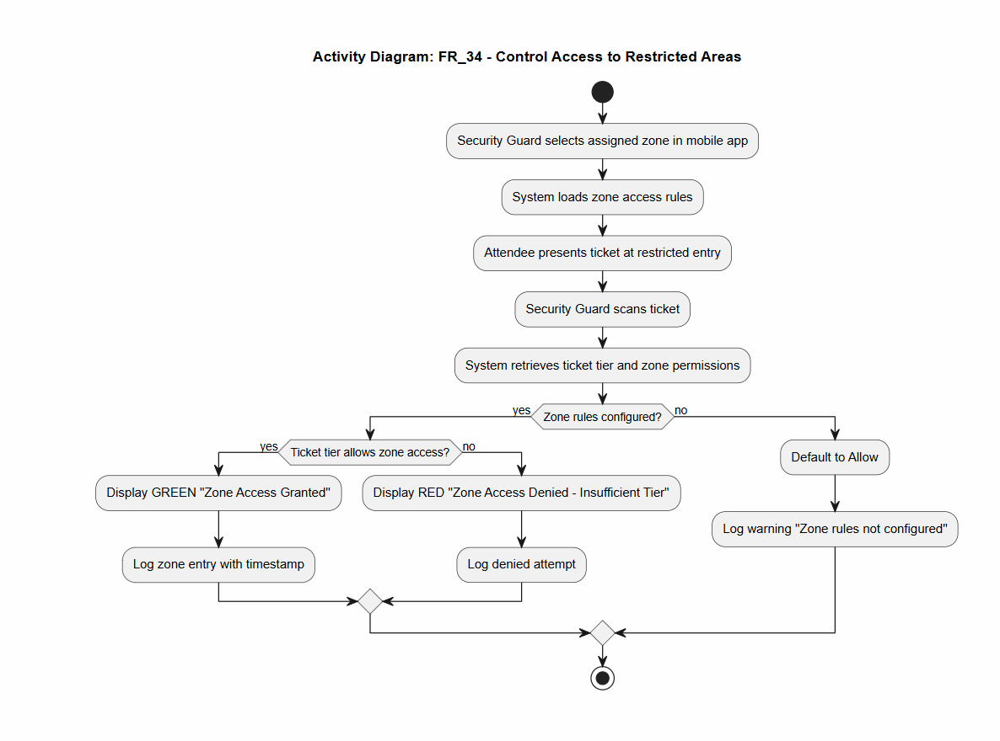 Activity Diagram: FR_34 - Control Access to Restricted Areas
Security Guard selects assigned zone in mobile app
System loads zone access rules
Attendee presents ticket at restricted entry
Security Guard scans ticket
System retrieves ticket tier and zone permissions
yes
Zone rules configured?
no
yes
Ticket tier allows zone access?
no
Default to Allow
Display GREEN "Zone Access Granted"
Display RED "Zone Access Denied - Insufficient Tier"
Log warning "Zone rules not configured"
Log zone entry with timestamp
Log denied attempt